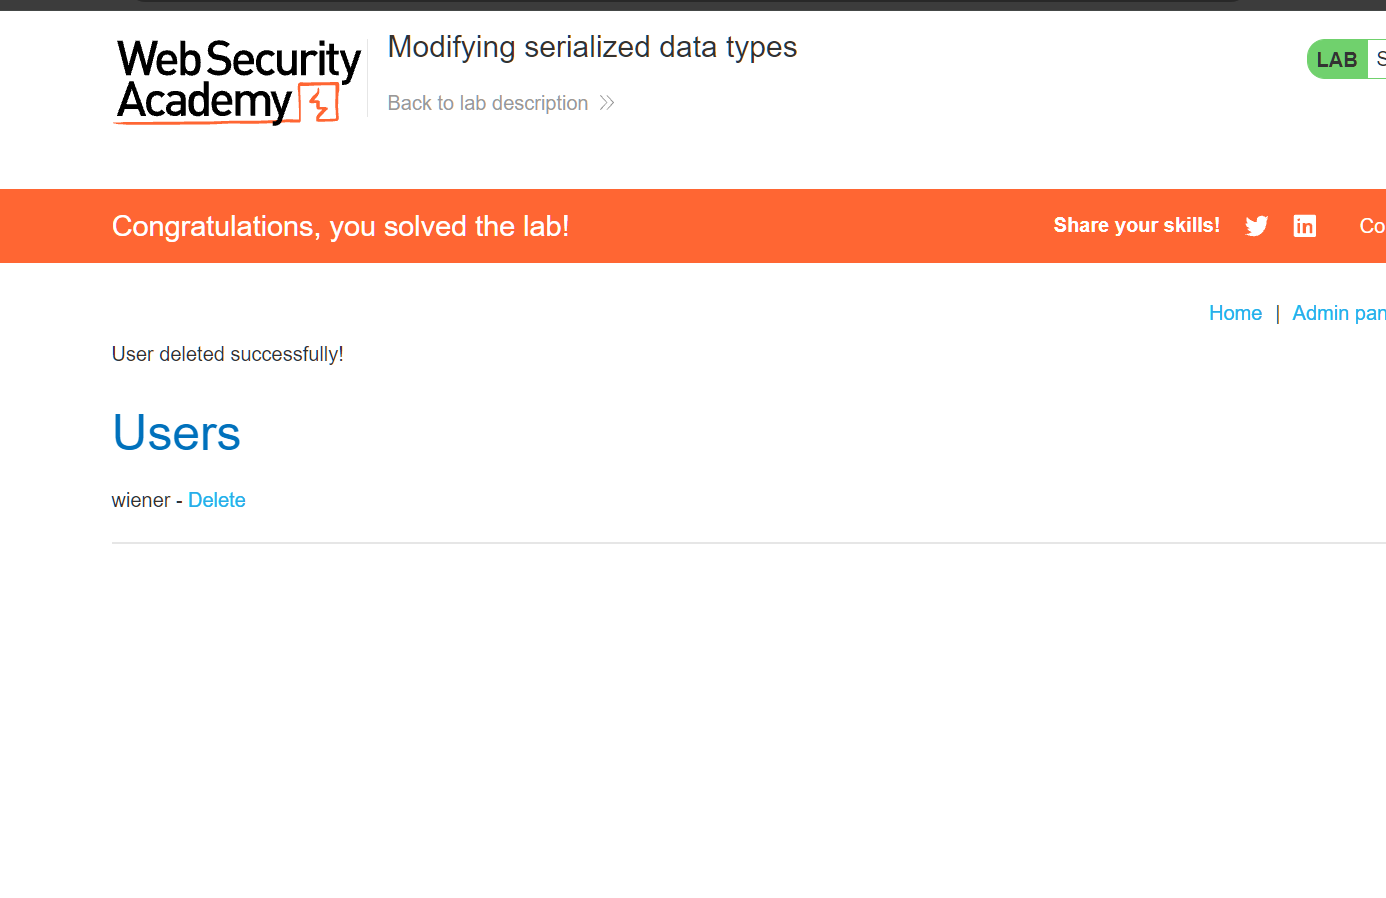 Web Security
Academy
Modifying serialized data types
Back to lab description
LAB S
Congratulations, you solved the lab!
Share your skills!
Co
Home | Admin pan
User deleted successfully!
Users
wiener - Delete